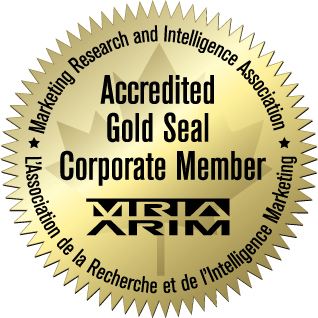 Marketing Research and Intelligence Association
Accredited
Gold Seal
Corporate Member
MRIA
ARIM
L'Association de la Recherche et de l'Intelligence Marketing